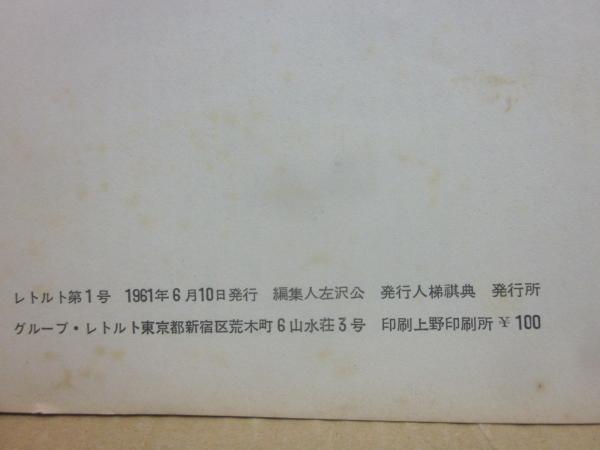 レトルト第1号 1961年6月10日発行 編集人左沢公 発行人梯祺典 発行所
グループ・レトルト東京都新宿区荒木町6山水荘3号 印刷上野印刷所 ¥100